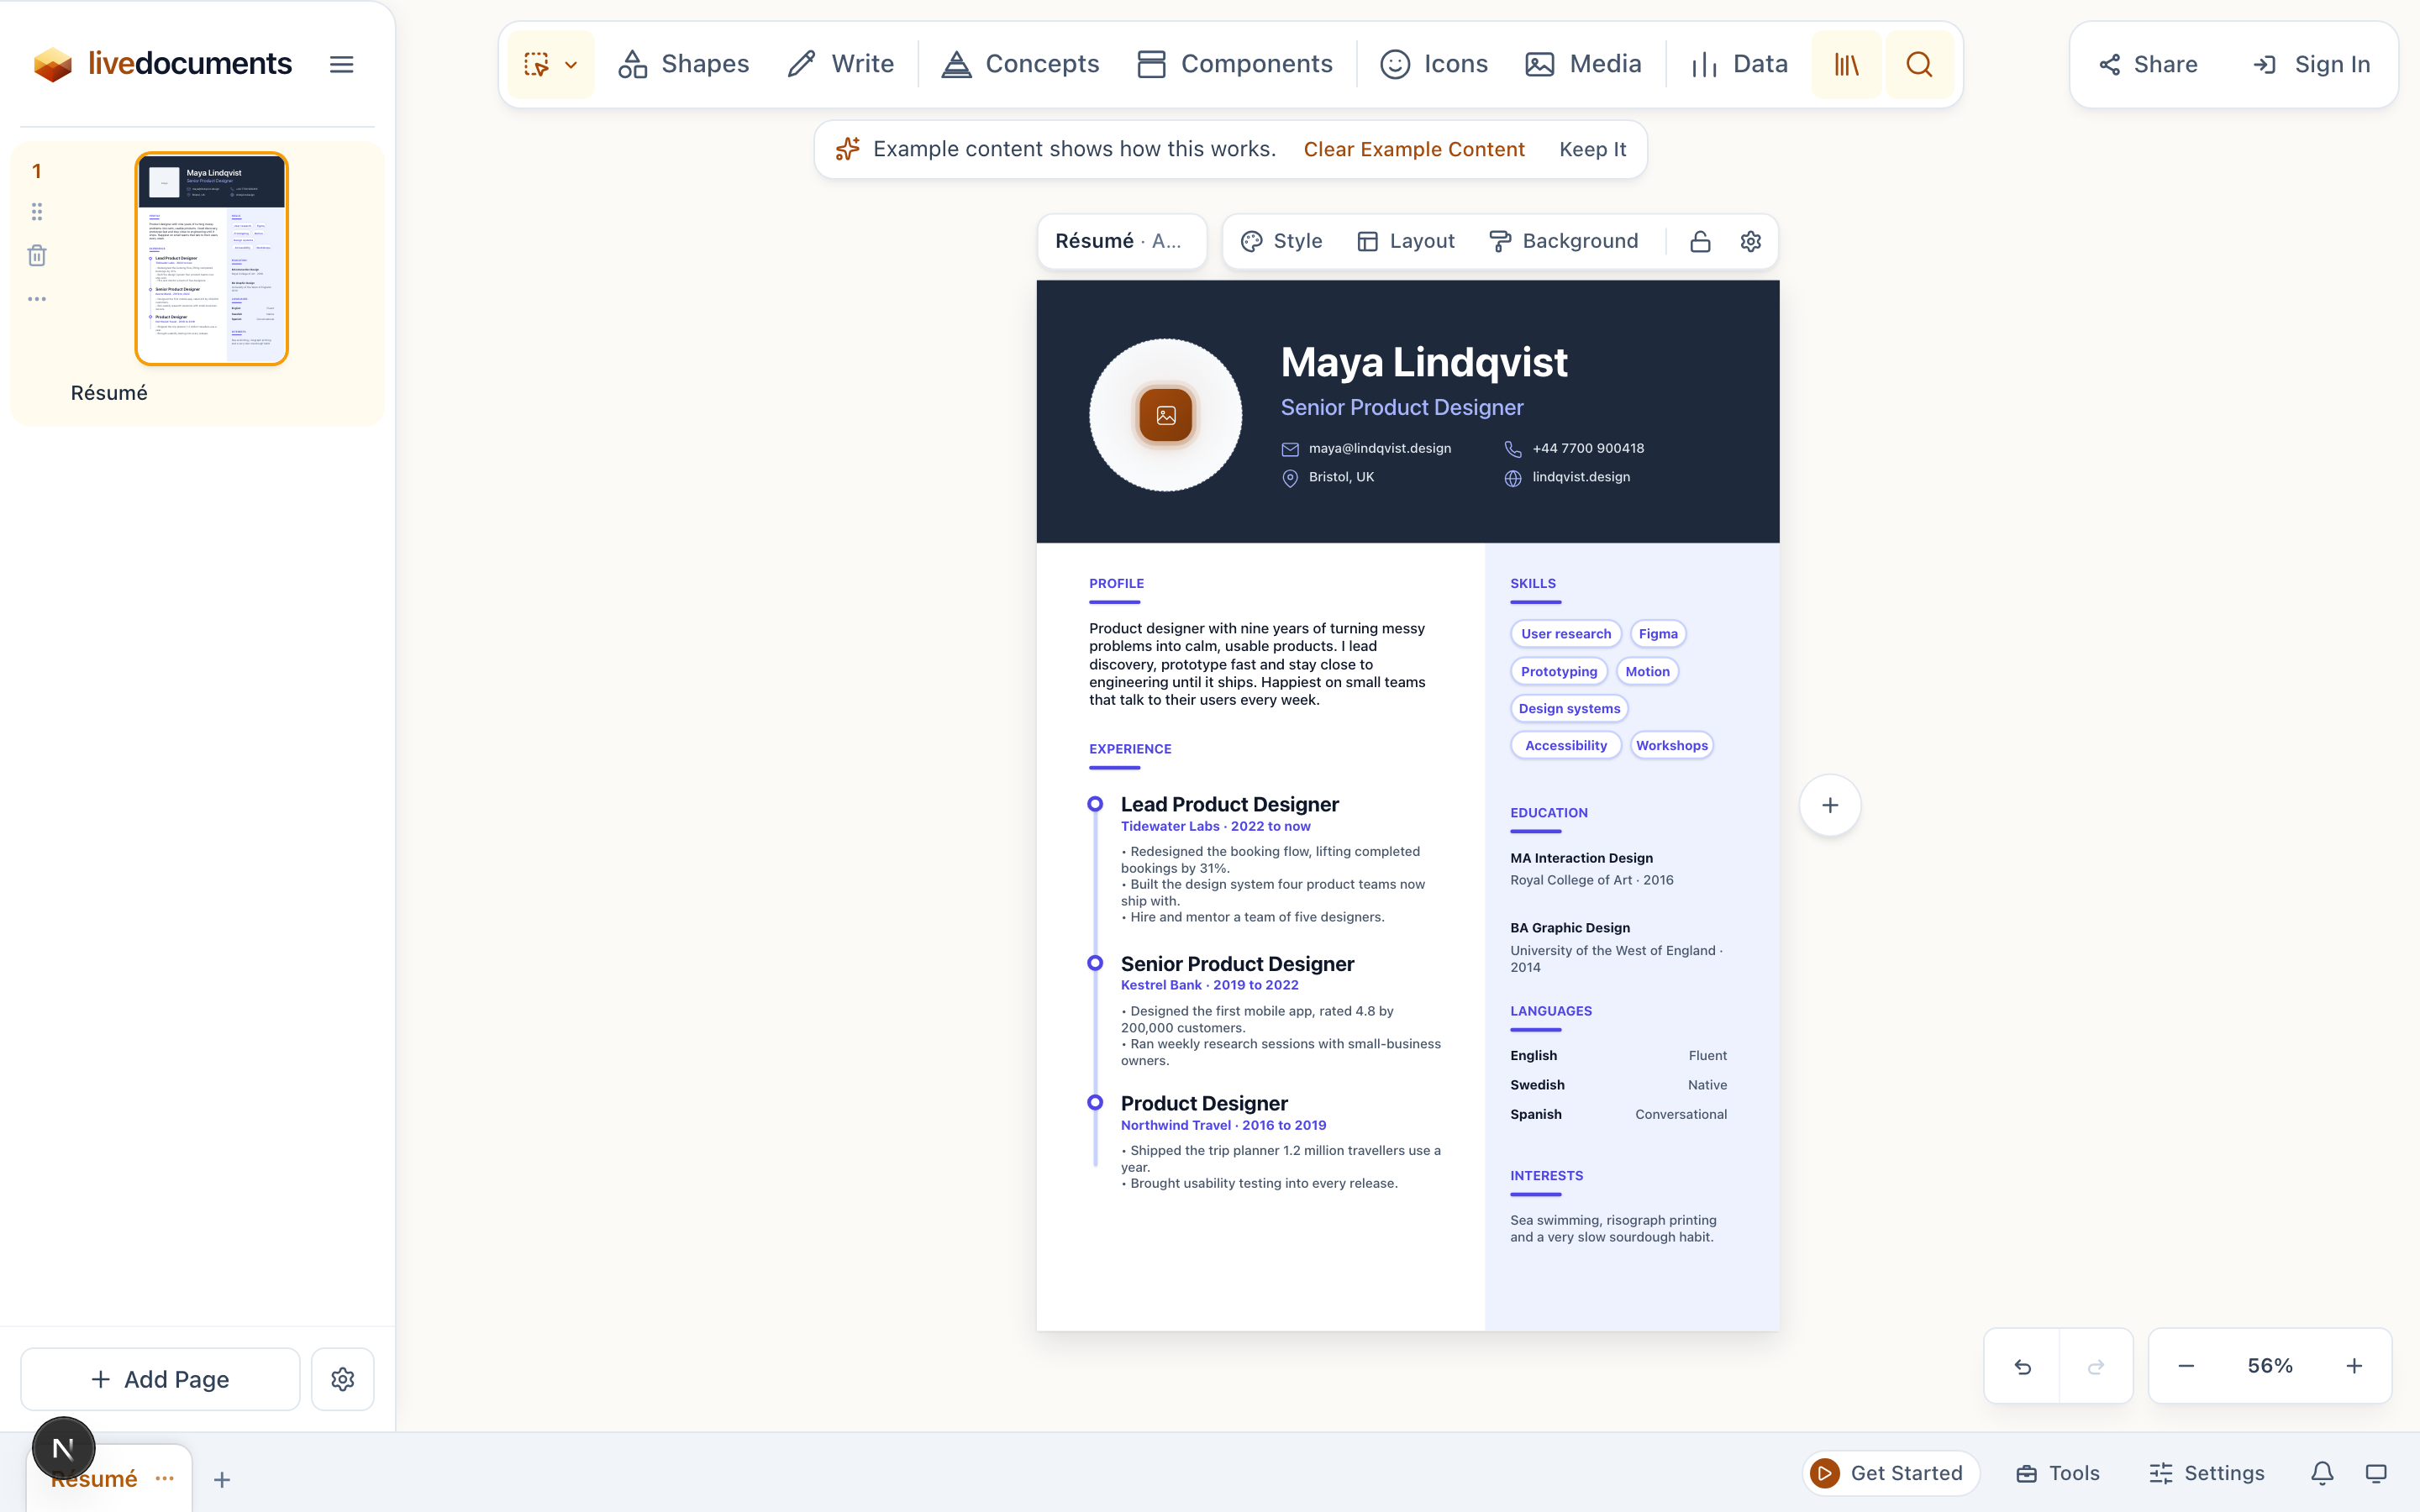 livedocuments
Shapes
Write
Concepts
Components
Icons
Media
Data
Share
Sign In
Example content shows how this works.
Clear Example Content
Keep It
1
Maya Lindqvist
Senior Product Designer
Résumé
Résumé · A...
Style
Layout
Background
Maya Lindqvist
Senior Product Designer
maya@lindqvist.design
+44 7700 900418
Bristol, UK
lindqvist.design
PROFILE
Product designer with nine years of turning messy
problems into calm, usable products. I lead
discovery, prototype fast and stay close to
engineering until it ships. Happiest on small teams
that talk to their users every week.
EXPERIENCE
Lead Product Designer
Tidewater Labs · 2022 to now
• Redesigned the booking flow, lifting completed
bookings by 31%.
• Built the design system four product teams now
ship with.
• Hire and mentor a team of five designers.
Senior Product Designer
Kestrel Bank · 2019 to 2022
• Designed the first mobile app, rated 4.8 by
200,000 customers.
• Ran weekly research sessions with small-business
owners.
Product Designer
Northwind Travel · 2016 to 2019
• Shipped the trip planner 1.2 million travellers use a
year.
• Brought usability testing into every release.
SKILLS
User research
Figma
Prototyping
Motion
Design systems
Accessibility
Workshops
EDUCATION
MA Interaction Design
Royal College of Art · 2016
BA Graphic Design
University of the West of England ·
2014
LANGUAGES
English
Fluent
Swedish
Native
Spanish
Conversational
INTERESTS
Sea swimming, risograph printing
and a very slow sourdough habit.
Add Page
56%
N
Résumé
Get Started
Tools
Settings